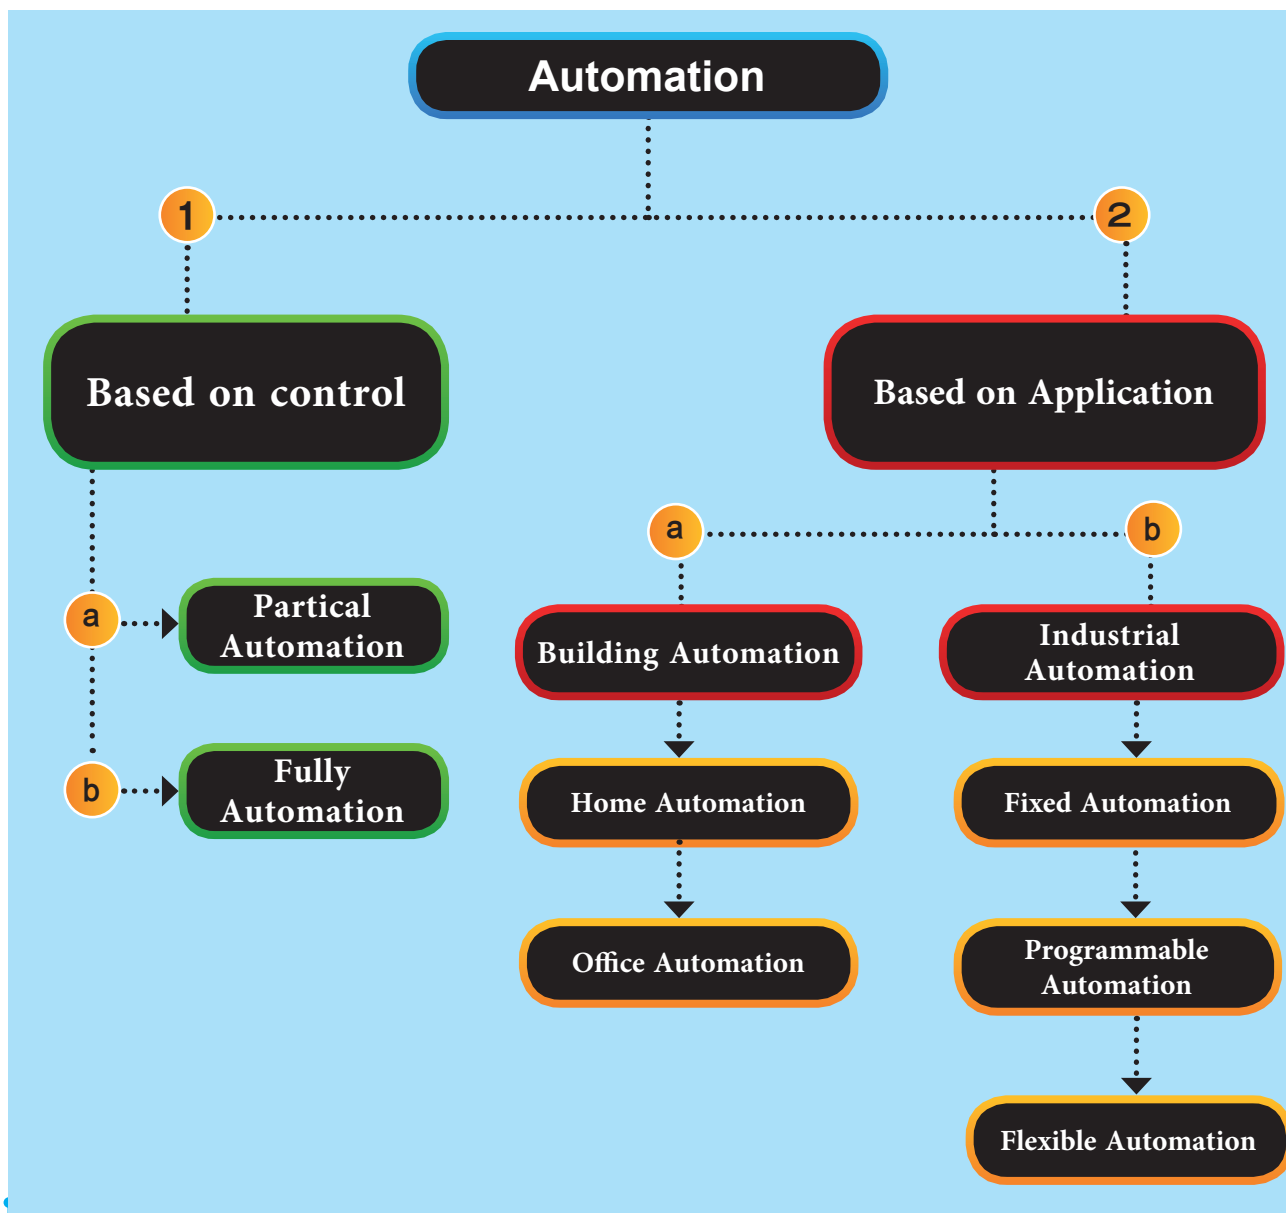 Automation
1
2
Based on control
Based on Application
a
Partical
Automation
b
Fully
Automation
a
b
Building Automation
Industrial
Automation
Home Automation
Fixed Automation
Office Automation
Programmable
Automation
Flexible Automation